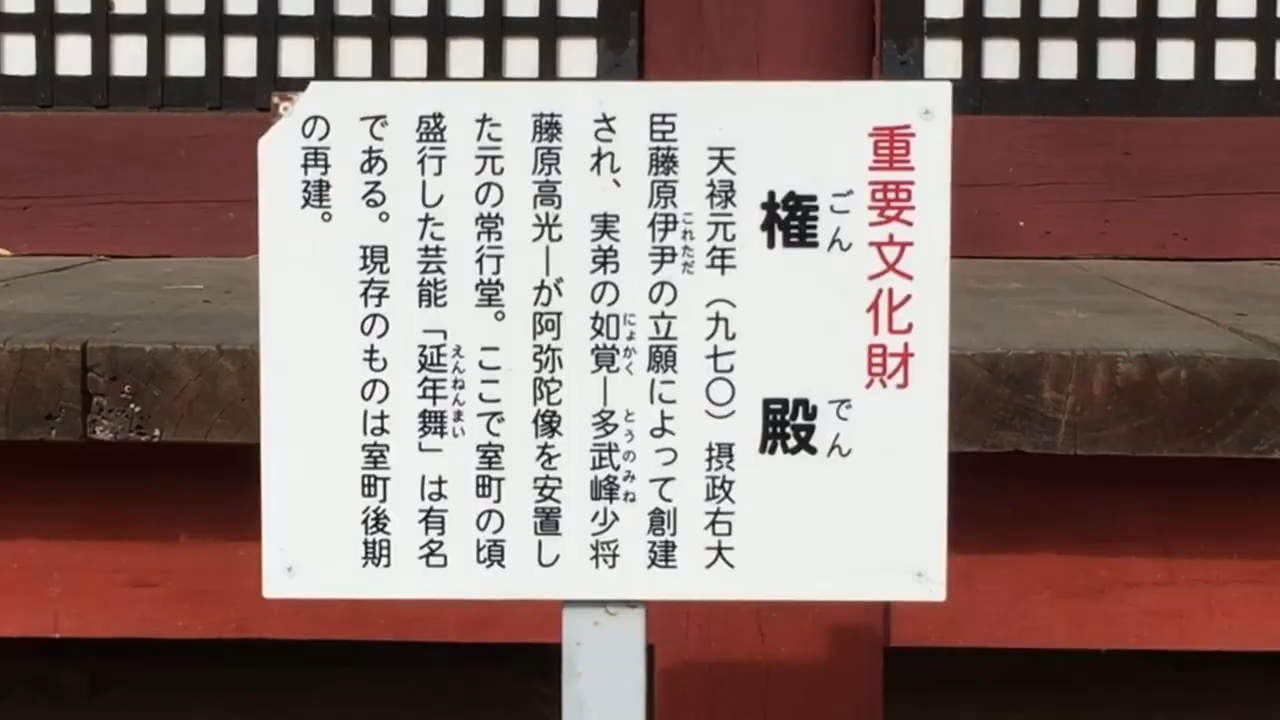 重要文化財
ごんでん
権殿
天禄元年（九七〇）摂政右大
臣藤原伊尹の立願によって創建
これただ
され、実弟の如覚―多武峰少将
にょかく とうのみね
藤原高光―が阿弥陀像を安置し
た元の常行堂。ここで室町の頃
盛行した芸能「延年舞」は有名
えんねんまい
である。現存のものは室町後期
の再建。